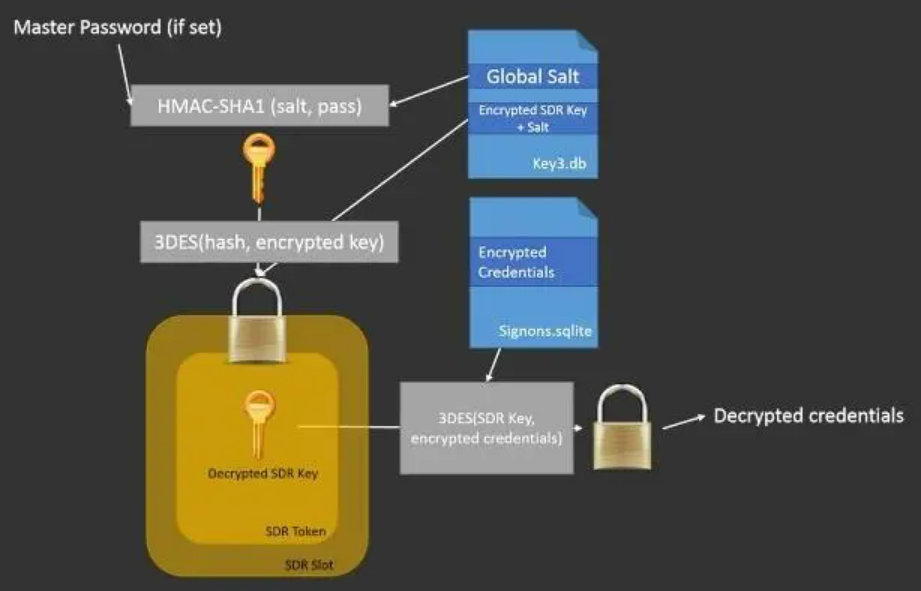 Master Password (if set)
HMAC-SHA1 (salt, pass)
Global Salt
Encrypted SDR Key
+ Salt
Key3.db
3DES(hash, encrypted key)
Encrypted
Credentials
Signons.sqlite
3DES(SDR Key,
encrypted credentials)
Decrypted credentials
Decrypted SDR Key
SDR Token
SDR Slot